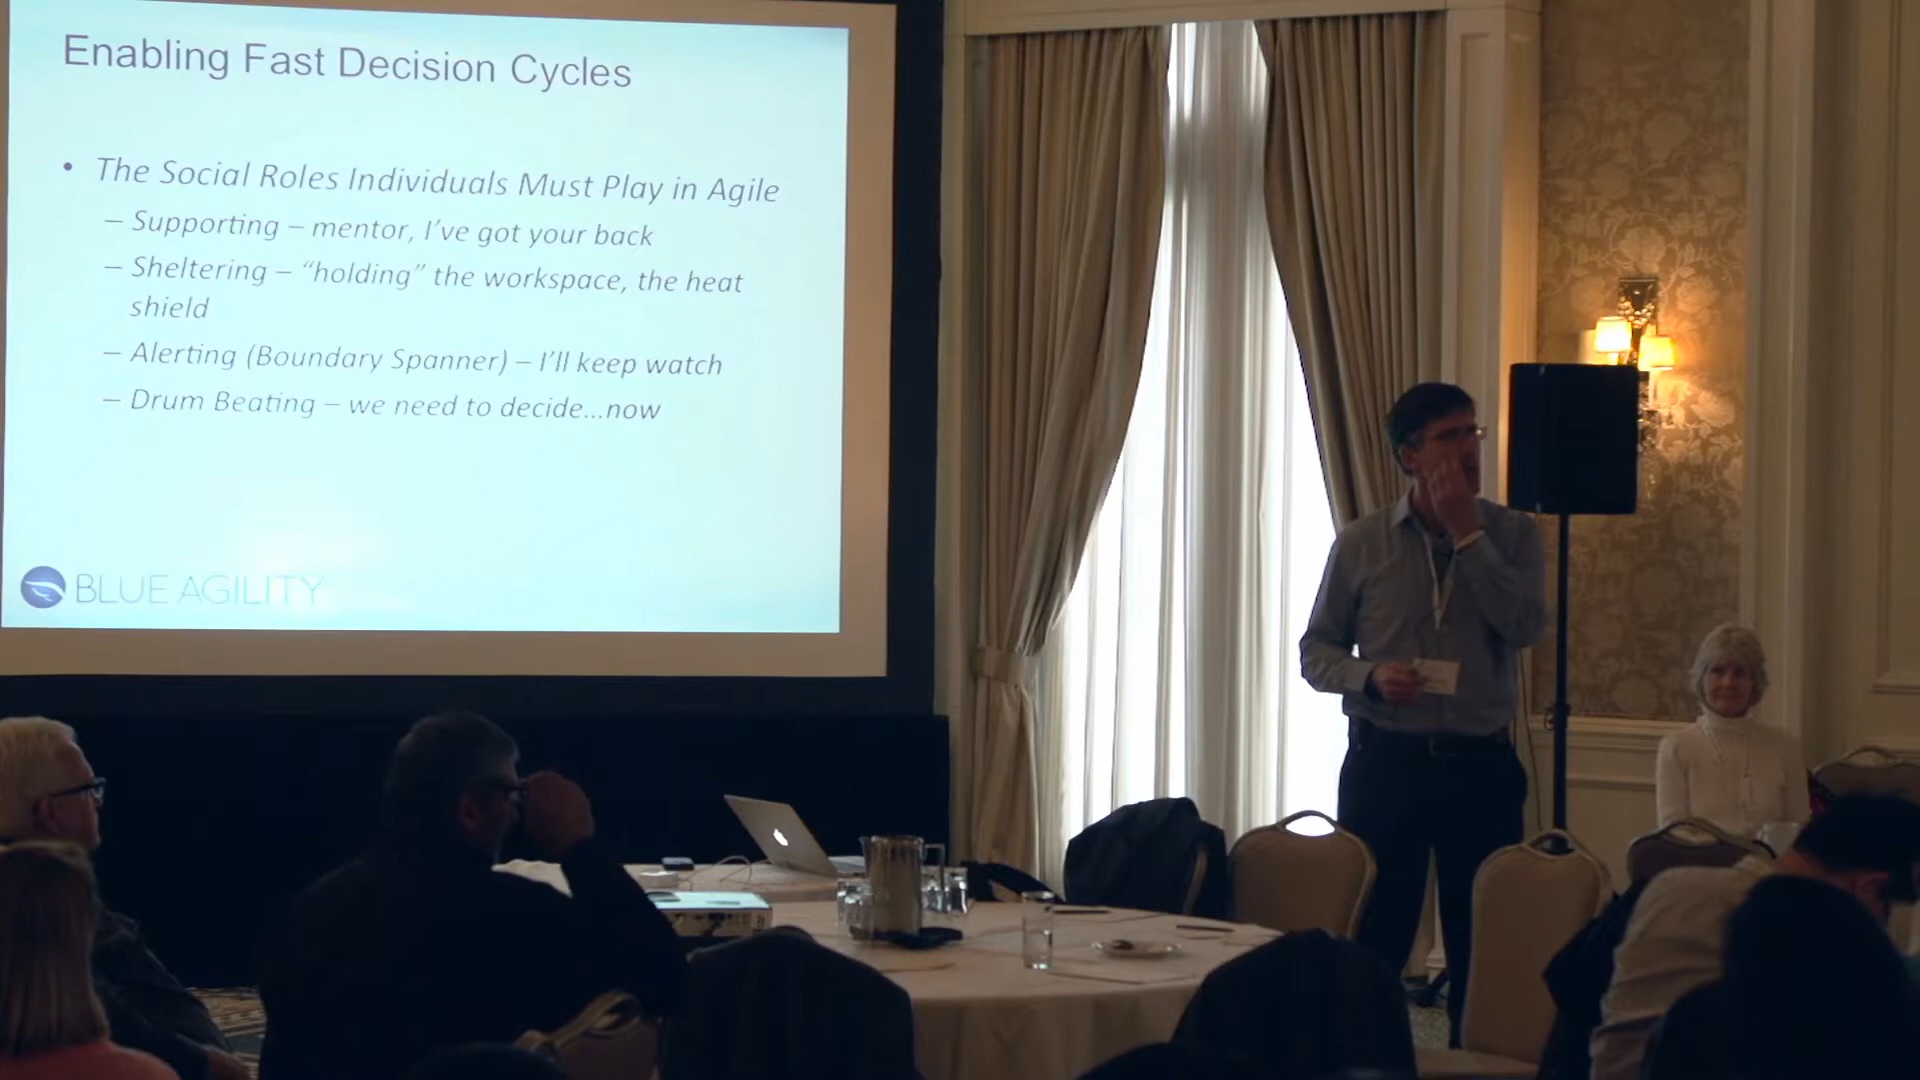 Enabling Fast Decision Cycles
• The Social Roles Individuals Must Play in Agile
– Supporting – mentor, I've got your back
– Sheltering – “holding” the workspace, the heat
shield
– Alerting (Boundary Spanner) – I'll keep watch
– Drum Beating – we need to decide...now
BLUE AGILITY